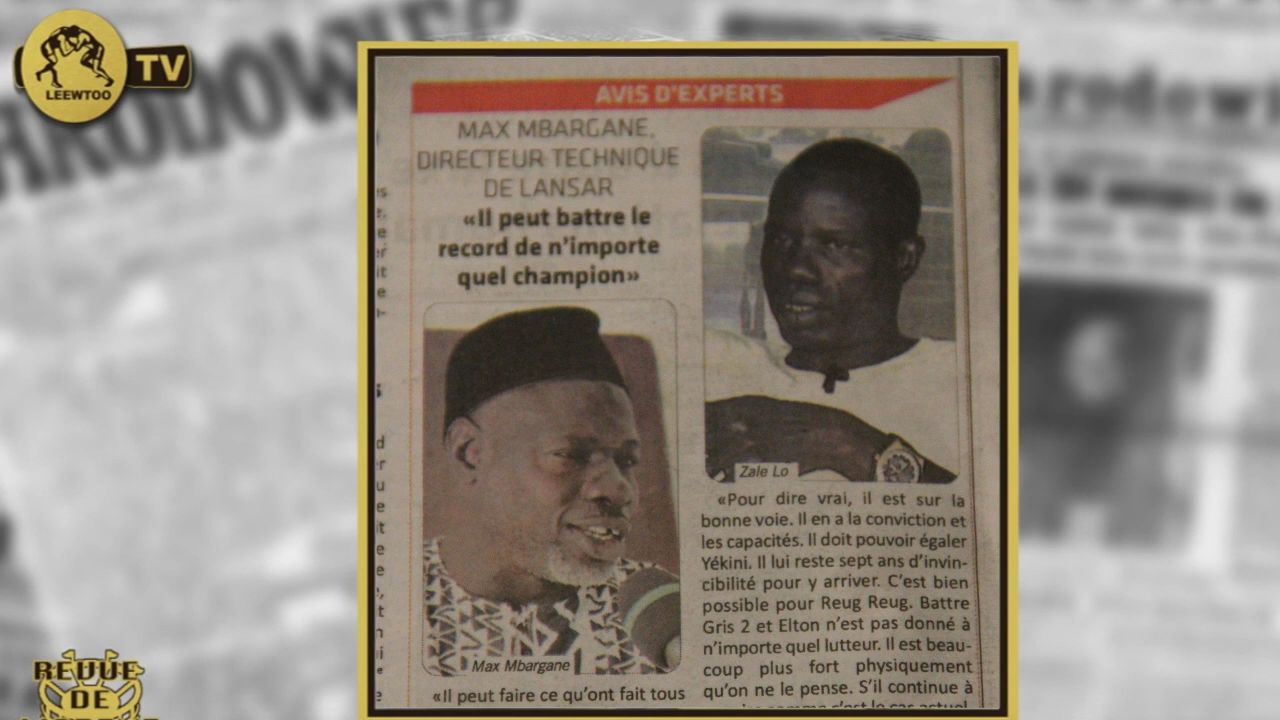 LEEWTOO
TV
AVIS D'EXPERTS
MAX MBARGANE,
DIRECTEUR TECHNIQUE
DE LANSAR
«Il peut battre le
record de n'importe
quel champion»
Max Mbargane
«Il peut faire ce qu'ont fait tous
Zale Lo
«Pour dire vrai, il est sur la
bonne voie. Il en a la conviction et
les capacités. Il doit pouvoir égaler
Yékini. Il lui reste sept ans d'invin-
cibilité pour y arriver. C'est bien
possible pour Reug Reug. Battre
Gris 2 et Elton n'est pas donné à
n'importe quel lutteur. Il est beau-
coup plus fort physiquement
qu'on ne le pense. S'il continue à
REVUE
DE